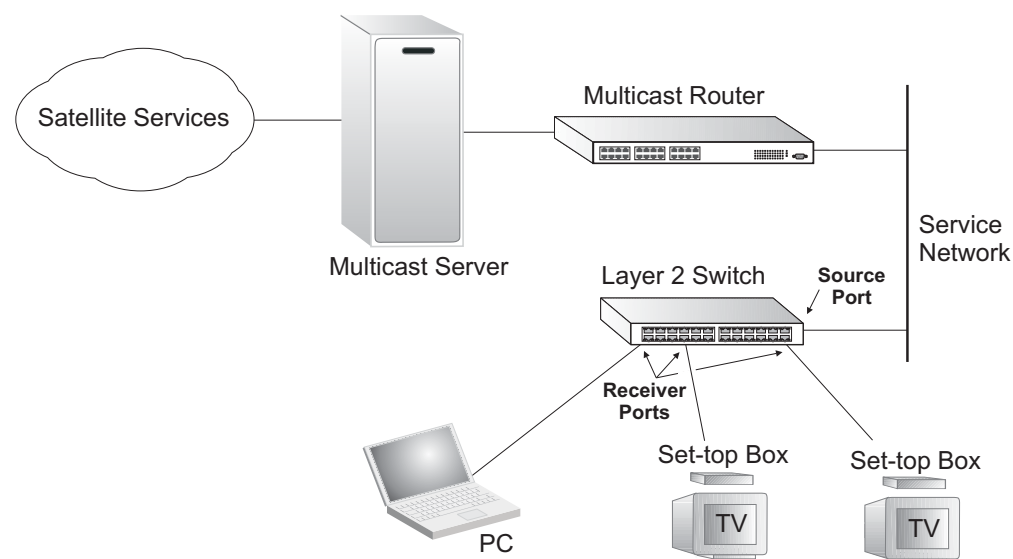 Satellite Services
Multicast Router
Multicast Server
Service
Network
Layer 2 Switch
Source
Port
Receiver
Ports
Set-top Box
Set-top Box
TV
TV
PC